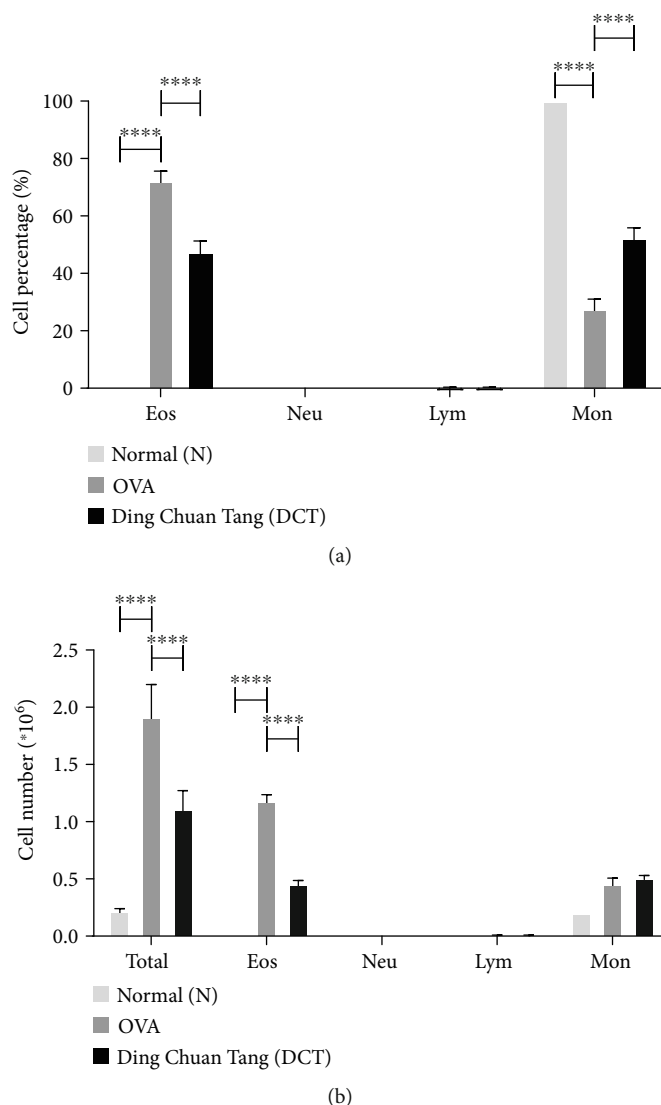 ****
****
****
****
100
80
60
40
20
0
Cell percentage (%)
Eos Neu Lym Mon
Normal (N)
OVA
Ding Chuan Tang (DCT)
(a)
****
****
****
****
2.5
2.0
1.5
1.0
0.5
0.0
Cell number (*10⁶)
Total Eos Neu Lym Mon
Normal (N)
OVA
Ding Chuan Tang (DCT)
(b)